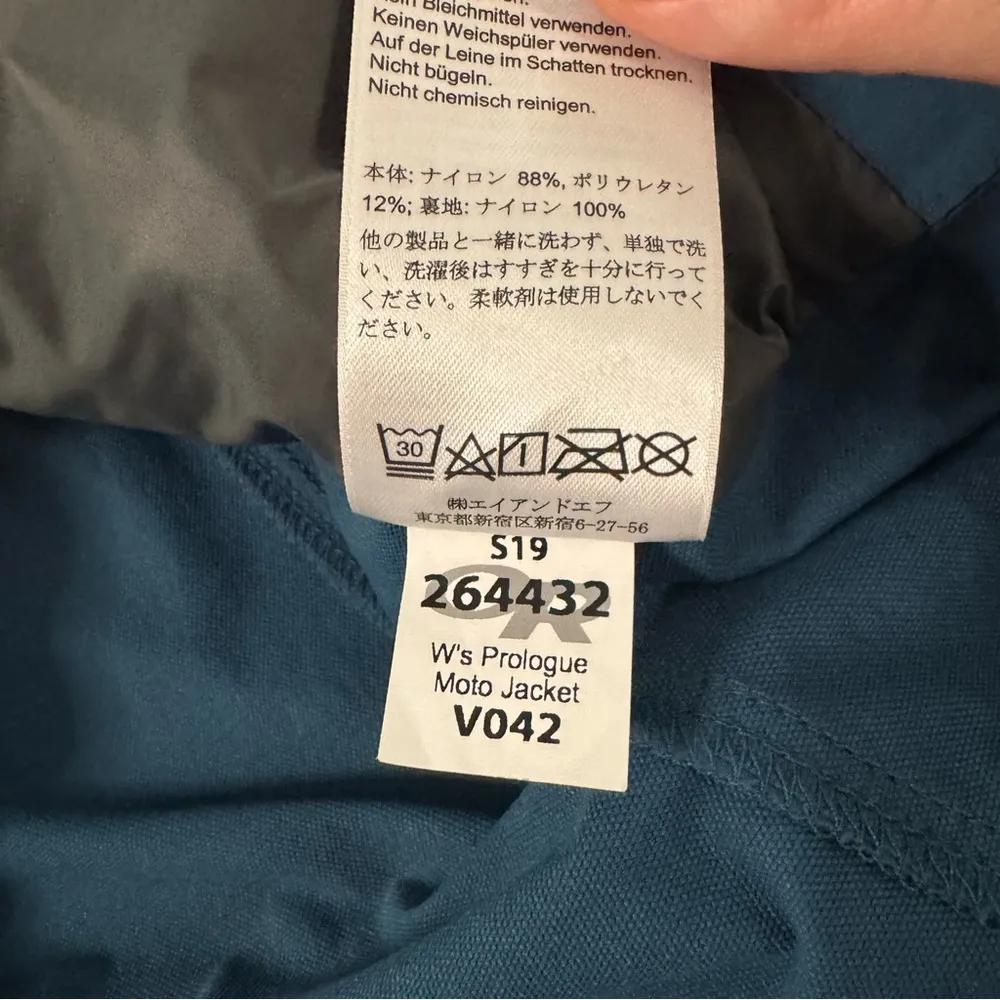 Bleichmittel verwenden.
Keinen Weichspüler verwenden.
Auf der Leine im Schatten trocknen.
Nicht bügeln.
Nicht chemisch reinigen.
本体: ナイロン 88%, ポリウレタン
12%; 裏地: ナイロン 100%
他の製品と一緒に洗わず、単独で洗
い、洗濯後はすすぎを十分に行って
ください。柔軟剤は使用しないでく
ださい。
30
㈱エイアンドエフ
東京都新宿区新宿6-27-56
S19
OR
264432
W's Prologue
Moto Jacket
V042